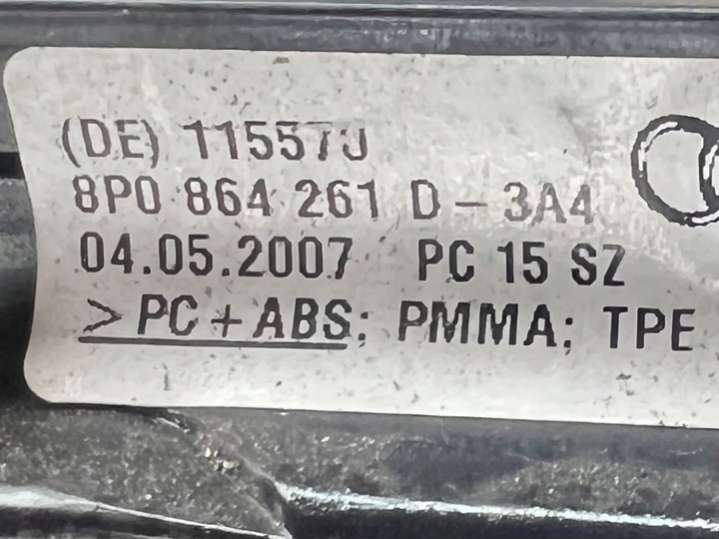 (DE) 115570
8P0 864 261 D - 3A4
04.05.2007 PC 15 SZ
>PC + ABS; PMMA; TPE